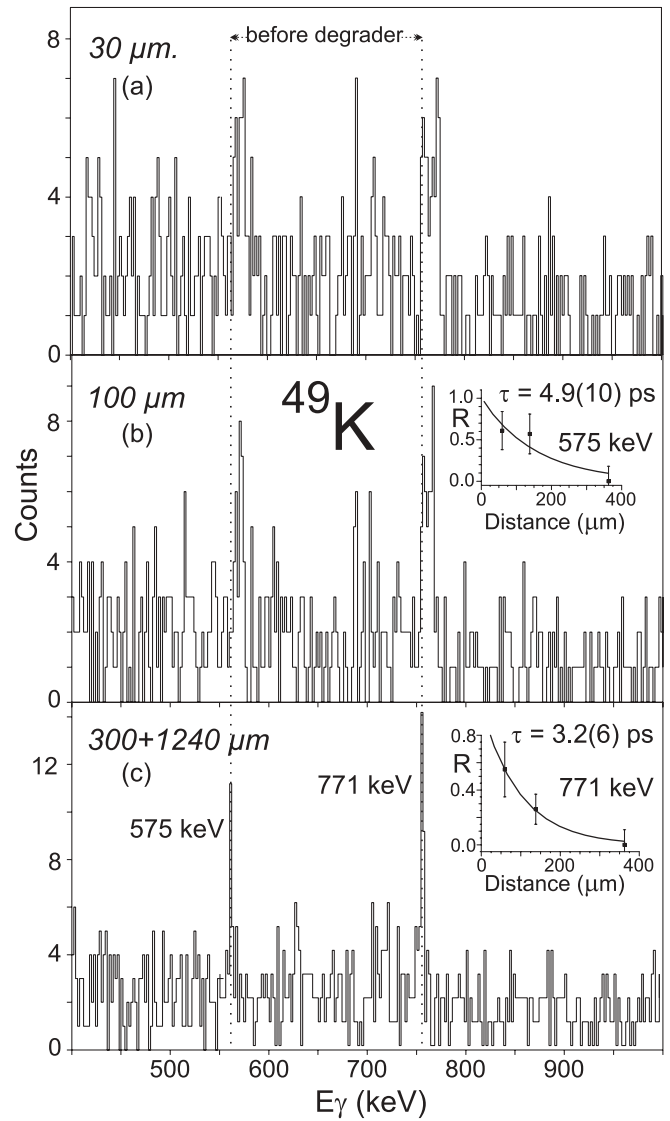 30 µm.
(a)
before degrader
8
4
0
100 µm
(b)
49K
8
4
0
R
1.0
0.5
0.0
τ = 4.9(10) ps
575 keV
0 200 400
Distance (µm)
Counts
300+1240 µm
(c)
575 keV
771 keV
12
8
4
0
R
0.8
0.4
0.0
τ = 3.2(6) ps
771 keV
0 200 400
Distance (µm)
500 600 700 800 900
Eγ (keV)